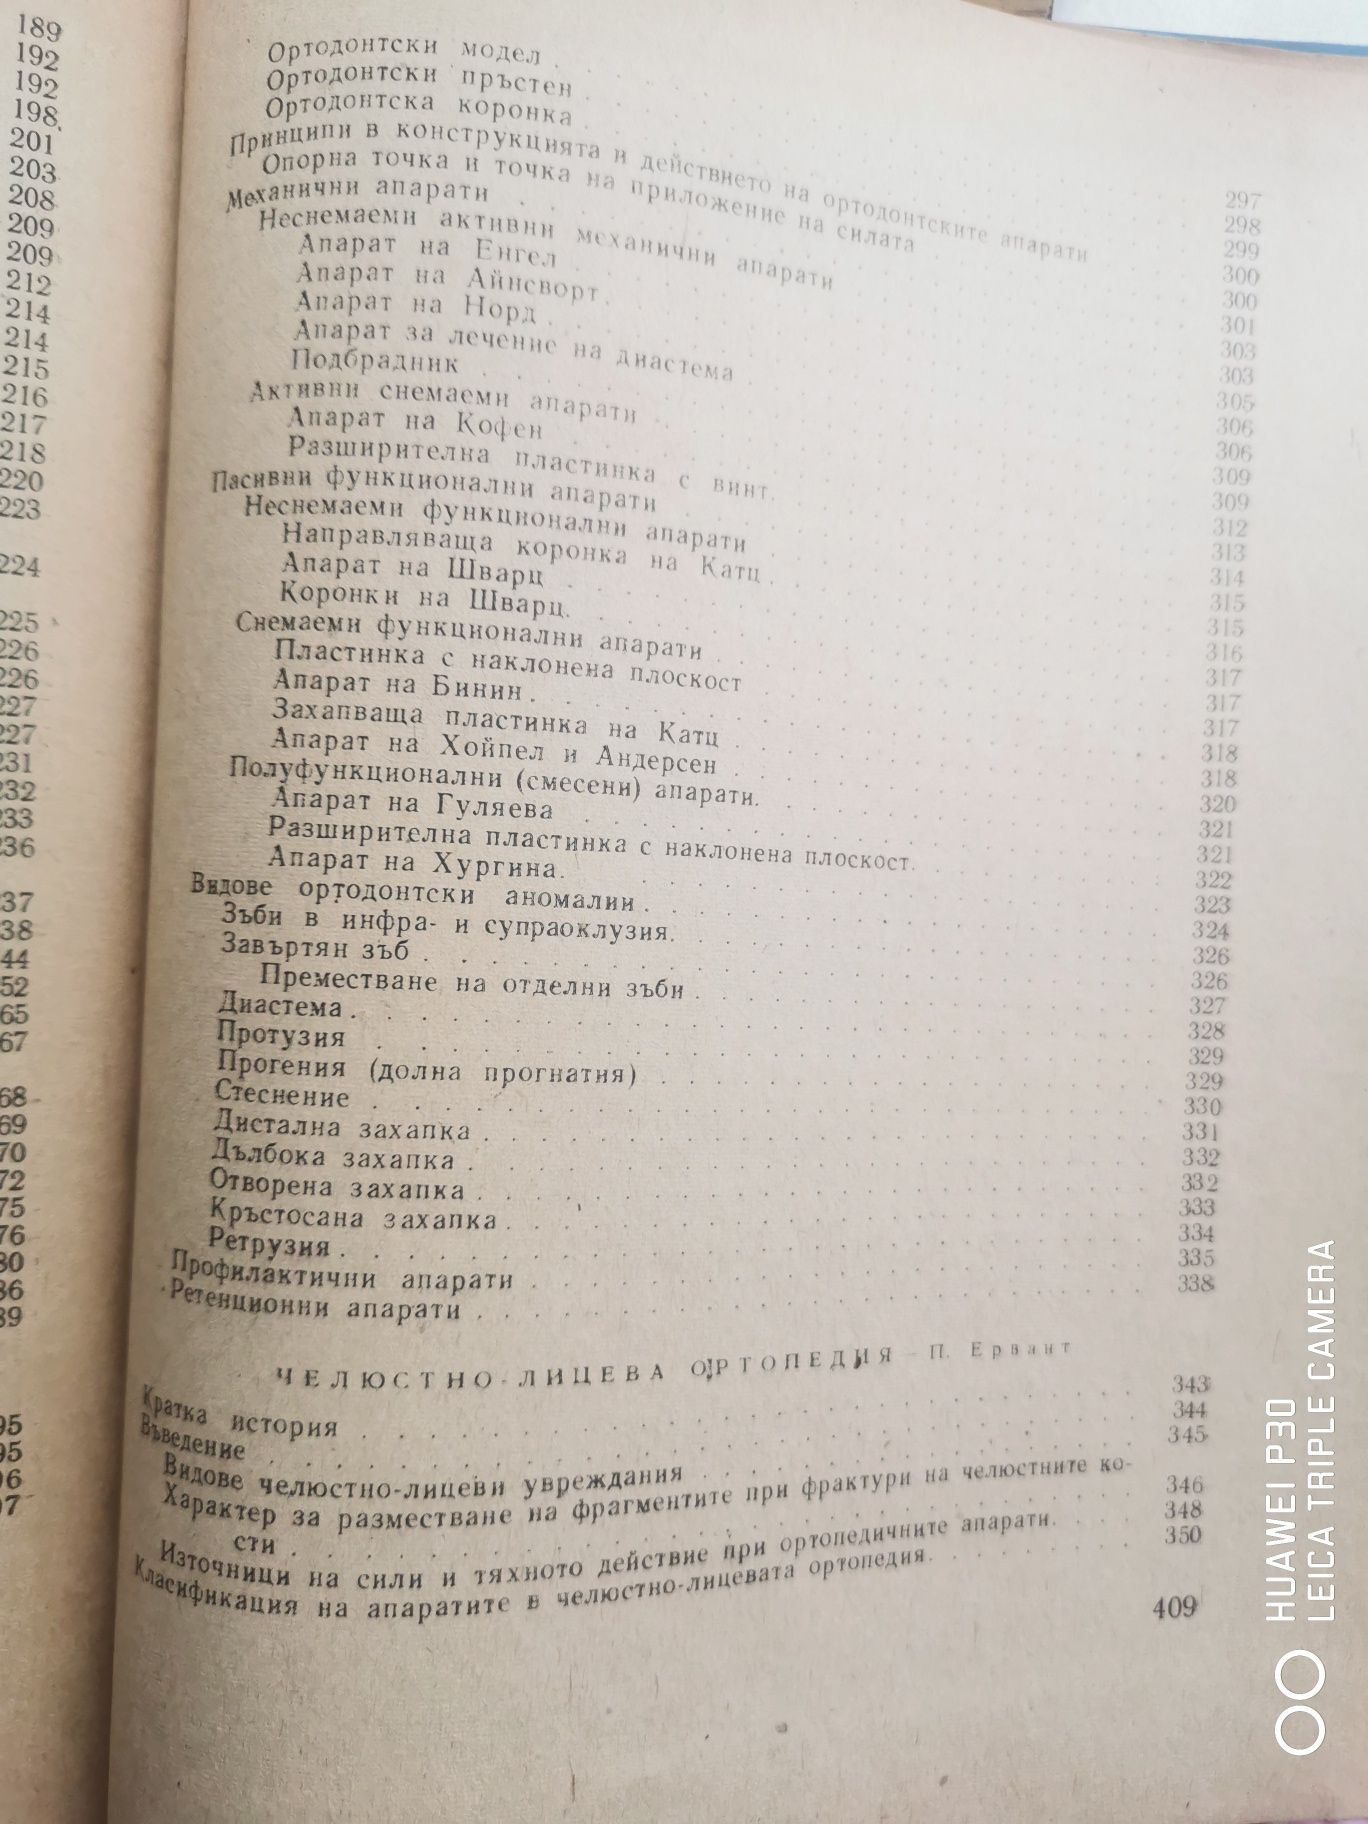 189
192
192
198
201
203
208
209
209
212
214
214
215
216
217
218
220
223
224
225
226
226
227
227
231
232
233
236
37
38
44
52
65
67
68
69
70
72
75
76
80
86
89
95
95
96
97
Ортодонтски модел . 297
Ортодонтски пръстен . 298
Ортодонтска коронка . 299
Принципи в конструкцията и действието на ортодонтските апарати 300
Опорна точка и точка на приложение на силата . 300
Механични апарати . 301
Неснемаеми активни механични апарати . 303
Апарат на Енгел . 303
Апарат на Айнсворт . 305
Апарат на Норд . 306
Апарат за лечение на диастема . 306
Подбрадник . 309
Активни снемаеми апарати . 309
Апарат на Кофен . 312
Разширителна пластинка с винт. 313
Пасивни функционални апарати . 314
Неснемаеми функционални апарати . 315
Направляваща коронка на Катц . 315
Апарат на Шварц . 316
Коронки на Шварц. 317
Снемаеми функционални апарати . 317
Пластинка с наклонена плоскост . 317
Апарат на Бинин . 318
Захапваща пластинка на Катц . 318
Апарат на Хойпел и Андерсен . 320
Полуфункционални (смесени) апарати. 321
Апарат на Гуляева . 321
Разширителна пластинка с наклонена плоскост. 322
Апарат на Хургина. 323
Видове ортодонтски аномалии . 324
Зъби в инфра- и супраоклузия. 326
Завъртян зъб . 326
Преместване на отделни зъби . 327
Диастема . 328
Протузия . 329
Прогения (долна прогнатия) . 329
Стеснение . 330
Дистална захапка . 331
Дълбока захапка . 332
Отворена захапка . 332
Кръстосана захапка . 333
Ретрузия . 334
Профилактични апарати . 335
Ретенционни апарати . 338
ЧЕЛЮСТНО-ЛИЦЕВА ОРТОПЕДИЯ — П. Ервант
Кратка история . 343
Въведение . 344
Видове челюстно-лицеви увреждания . 345
Характер за разместване на фрагментите при фрактури на челюстните ко-
сти . 346
Източници на сили и тяхното действие при ортопедичните апарати. 348
Класификация на апаратите в челюстно-лицевата ортопедия. 350
409
HUAWEI P30
LEICA TRIPLE CAMERA